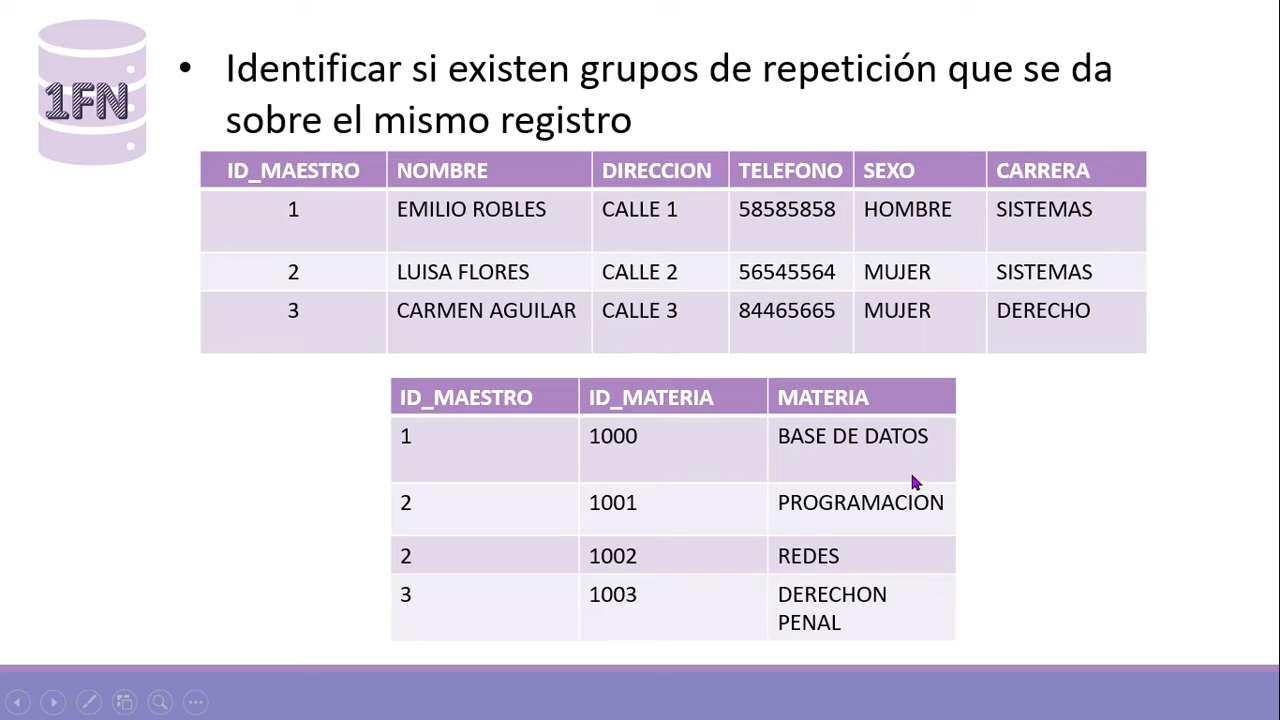 1FN
• Identificar si existen grupos de repetición que se da
sobre el mismo registro
ID_MAESTRO NOMBRE DIRECCION TELEFONO SEXO CARRERA
1 EMILIO ROBLES CALLE 1 58585858 HOMBRE SISTEMAS
2 LUISA FLORES CALLE 2 56545564 MUJER SISTEMAS
3 CARMEN AGUILAR CALLE 3 84465665 MUJER DERECHO
ID_MAESTRO ID_MATERIA MATERIA
1 1000 BASE DE DATOS
2 1001 PROGRAMACION
2 1002 REDES
3 1003 DERECHON
PENAL